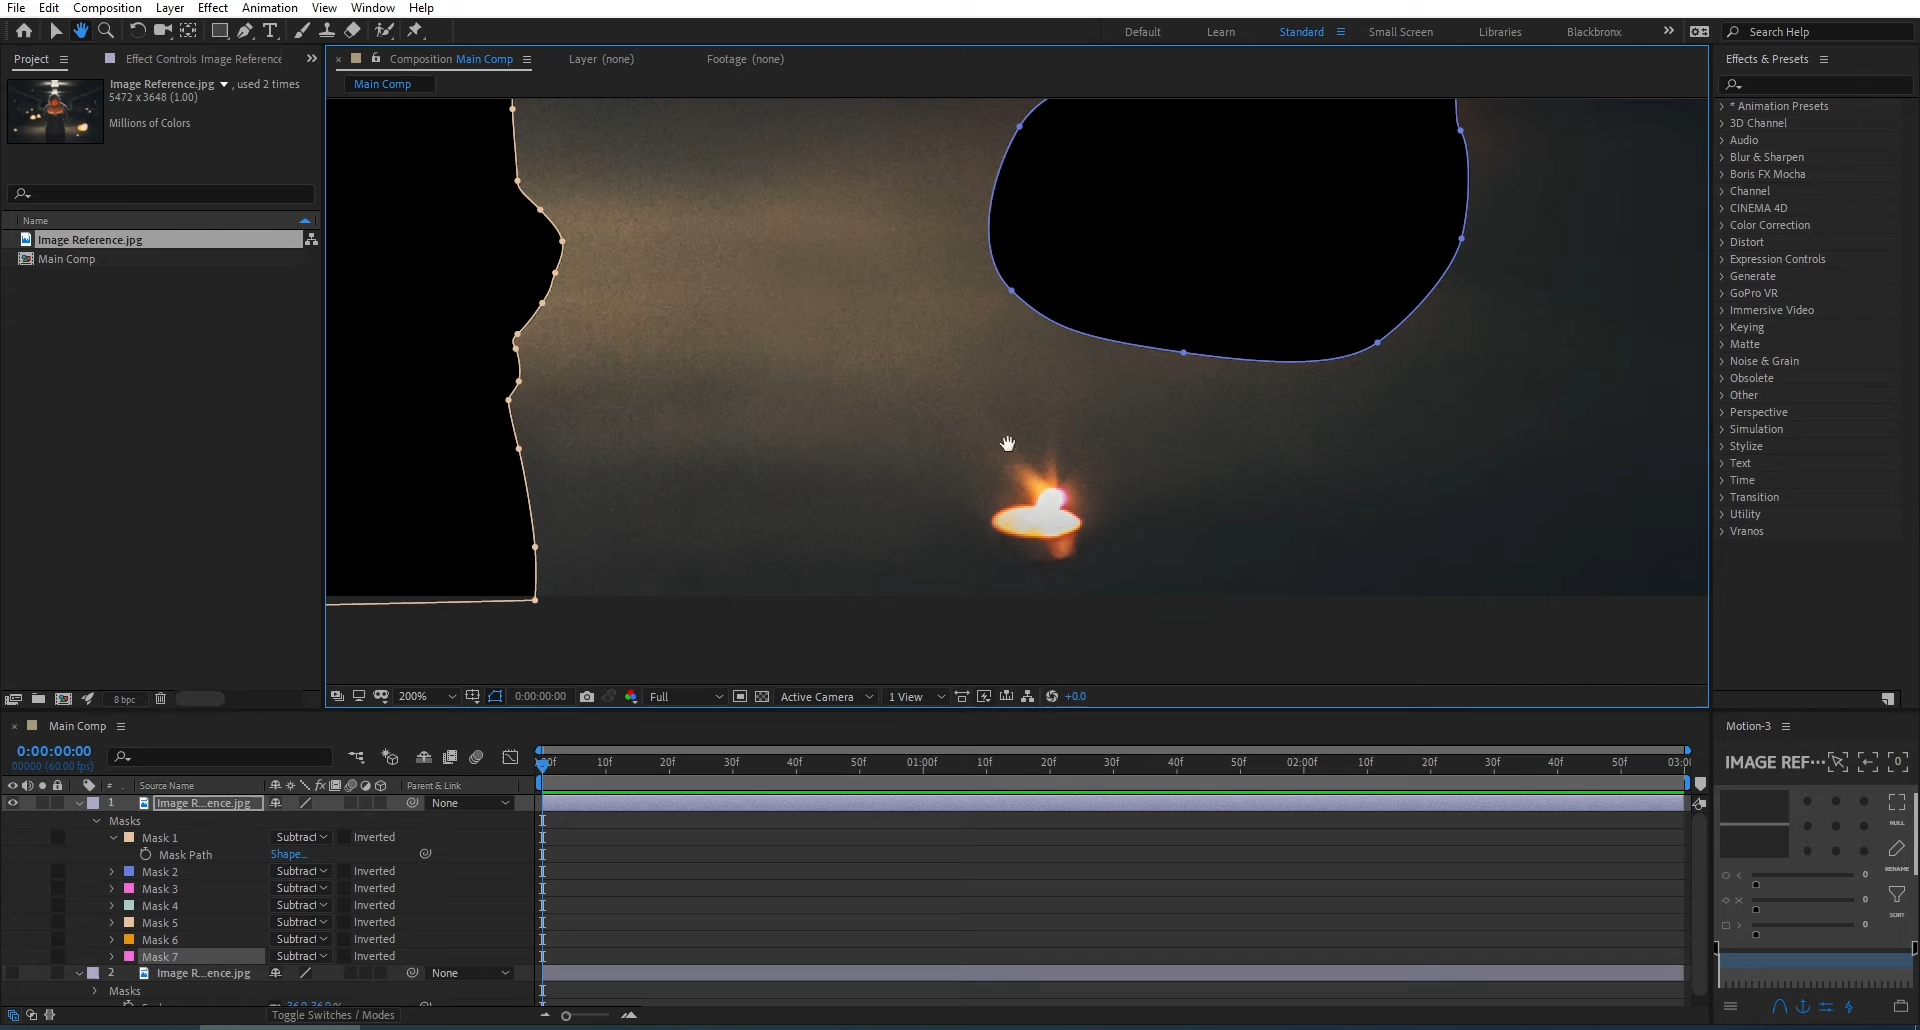 File Edit Composition Layer Effect Animation View Window Help
Default Learn Standard Small Screen Libraries Blackbronx Search Help
Project Effect Controls Image Reference
Image Reference.jpg , used 2 times
5472 x 3648 (1.00)
Millions of Colors
Name
Image Reference.jpg
Main Comp
8 bpc
Composition Main Comp Layer (none) Footage (none)
Main Comp
200% 0:00:00:00 Full Active Camera 1 View +0.0
Effects & Presets
* Animation Presets
3D Channel
Audio
Blur & Sharpen
Boris FX Mocha
Channel
CINEMA 4D
Color Correction
Distort
Expression Controls
Generate
GoPro VR
Immersive Video
Keying
Matte
Noise & Grain
Obsolete
Other
Perspective
Simulation
Stylize
Text
Time
Transition
Utility
Vranos
Main Comp
0:00:00:00
00000 (60.00 fps)
10f 20f 30f 40f 50f 01:00f 10f 20f 30f 40f 50f 02:00f 10f 20f 30f 40f 50f
# Source Name Parent & Link
1 Image R...ence.jpg None
Masks
Mask 1 Subtract Inverted
Mask Path Shape...
Mask 2 Subtract Inverted
Mask 3 Subtract Inverted
Mask 4 Subtract Inverted
Mask 5 Subtract Inverted
Mask 6 Subtract Inverted
Mask 7 Subtract Inverted
2 Image R...ence.jpg None
Masks
Toggle Switches / Modes
Motion-3
IMAGE REF···
NULL
RENAME
SORT
0
0
0